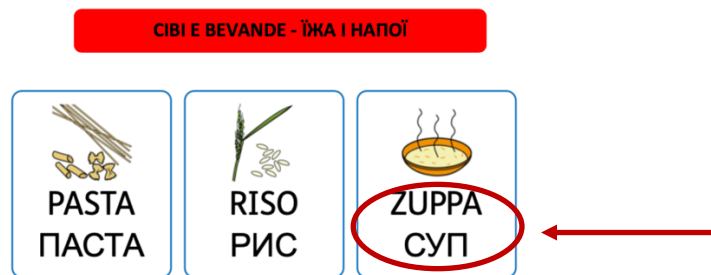 CIBI E BEVANDE - ЇЖА І НАПОЇ
PASTA
ПАСТА
RISO
РИС
ZUPPA
СУП